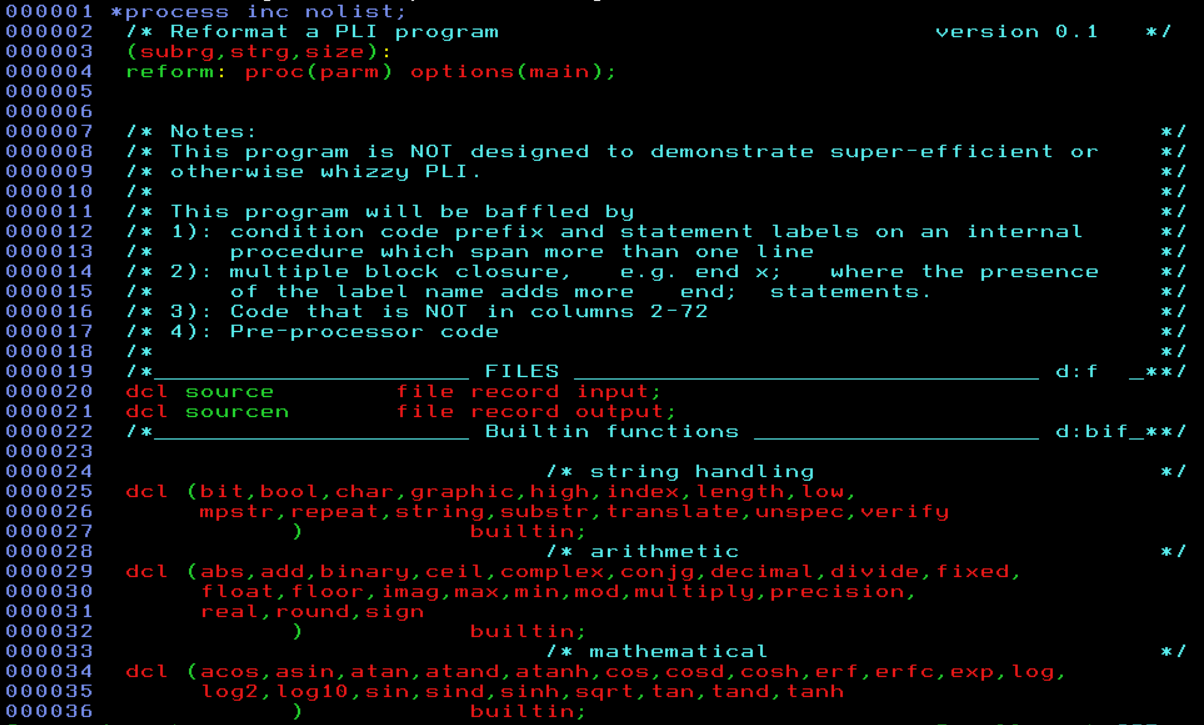 000001 *process inc nolist;
000002  /* Reformat a PLI program                             version 0.1   */
000003  (subrg,strg,size):
000004  reform: proc(parm) options(main);
000005
000006
000007  /* Notes:                                                            */
000008  /* This program is NOT designed to demonstrate super-efficient or    */
000009  /* otherwise whizzy PLI.                                             */
000010  /*                                                                   */
000011  /* This program will be baffled by                                   */
000012  /* 1): condition code prefix and statement labels on an internal     */
000013  /*     procedure which span more than one line                       */
000014  /* 2): multiple block closure,   e.g. end x;   where the presence    */
000015  /*     of the label name adds more   end;  statements.               */
000016  /* 3): Code that is NOT in columns 2-72                              */
000017  /* 4): Pre-processor code                                            */
000018  /*                                                                   */
000019  /*_____________________ FILES _______________________________ d:f  _**/
000020  dcl source        file record input;
000021  dcl sourcen       file record output;
000022  /*_____________________ Builtin functions ___________________ d:bif_**/
000023
000024                              /* string handling                       */
000025  dcl (bit,bool,char,graphic,high,index,length,low,
000026       mpstr,repeat,string,substr,translate,unspec,verify
000027             )           builtin;
000028                              /* arithmetic                            */
000029  dcl (abs,add,binary,ceil,complex,conjg,decimal,divide,fixed,
000030       float,floor,imag,max,min,mod,multiply,precision,
000031       real,round,sign
000032             )           builtin;
000033                              /* mathematical                          */
000034  dcl (acos,asin,atan,atand,atanh,cos,cosd,cosh,erf,erfc,exp,log,
000035       log2,log10,sin,sind,sinh,sqrt,tan,tand,tanh
000036             )           builtin;